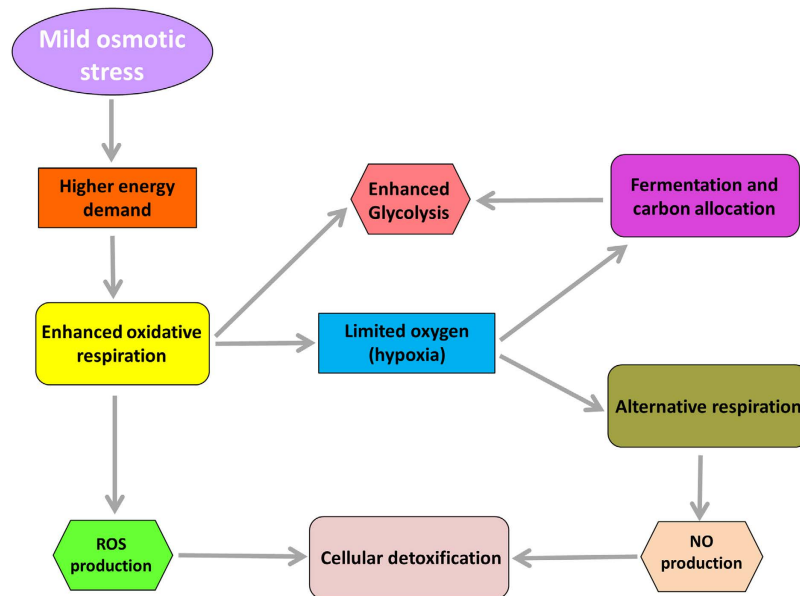 Mild osmotic
stress
Higher energy
demand
Enhanced
Glycolysis
Fermentation and
carbon allocation
Enhanced oxidative
respiration
Limited oxygen
(hypoxia)
Alternative respiration
ROS
production
Cellular detoxification
NO
production